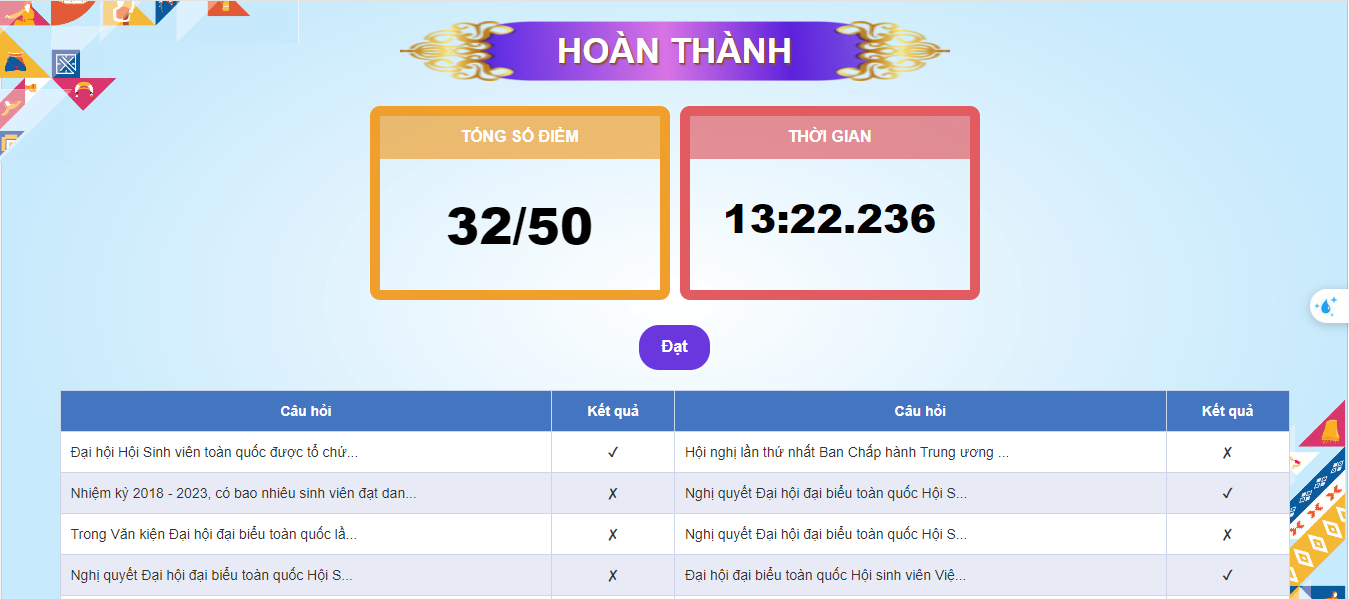 HOÀN THÀNH
TỔNG SỐ ĐIỂM
THỜI GIAN
32/50
13:22.236
Đạt
Câu hỏi Kết quả Câu hỏi Kết quả
Đại hội Hội Sinh viên toàn quốc được tổ chứ... ✓ Hội nghị lần thứ nhất Ban Chấp hành Trung ương ... ✗
Nhiệm kỳ 2018 - 2023, có bao nhiêu sinh viên đạt dan... ✗ Nghị quyết Đại hội đại biểu toàn quốc Hội S... ✓
Trong Văn kiện Đại hội đại biểu toàn quốc lầ... ✗ Nghị quyết Đại hội đại biểu toàn quốc Hội S... ✗
Nghị quyết Đại hội đại biểu toàn quốc Hội S... ✗ Đại hội đại biểu toàn quốc Hội sinh viên Việ... ✓